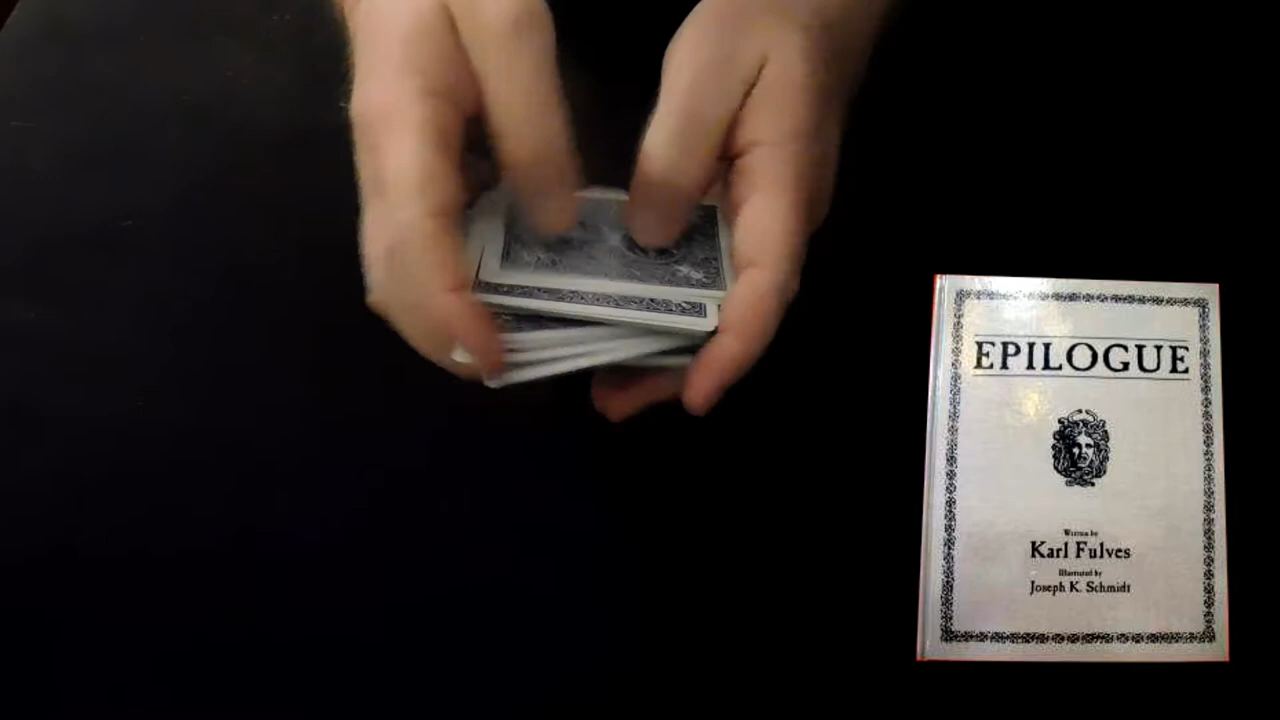 EPILOGUE
Written by
Karl Fulves
Illustrated by
Joseph K. Schmidt